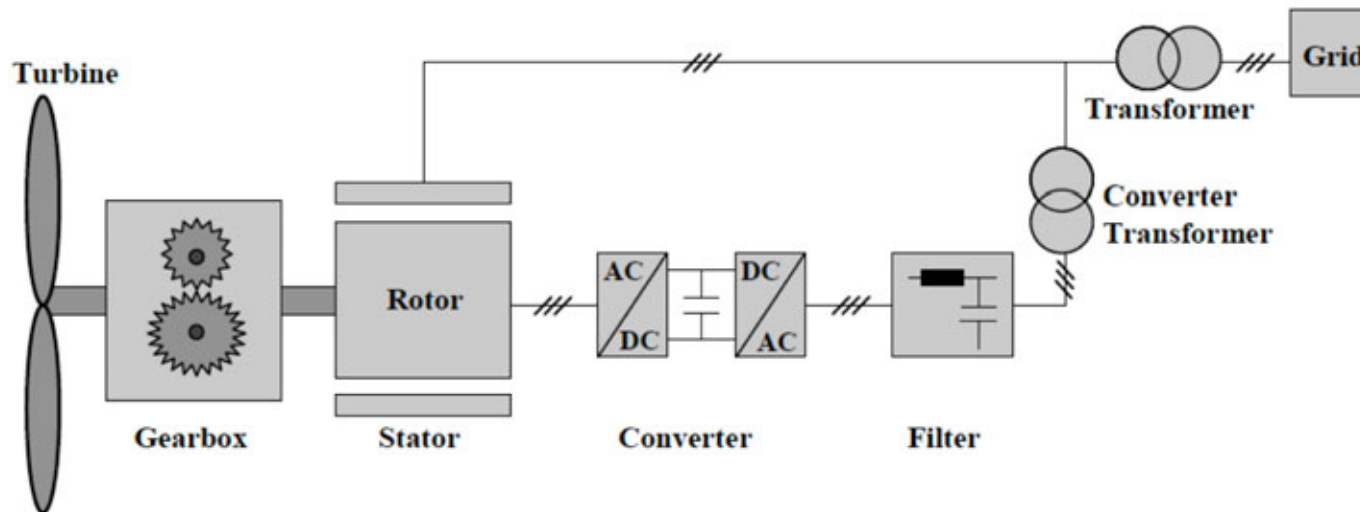 Turbine
Grid
Transformer
Converter
Transformer
Rotor
AC
DC
DC
AC
Gearbox
Stator
Converter
Filter